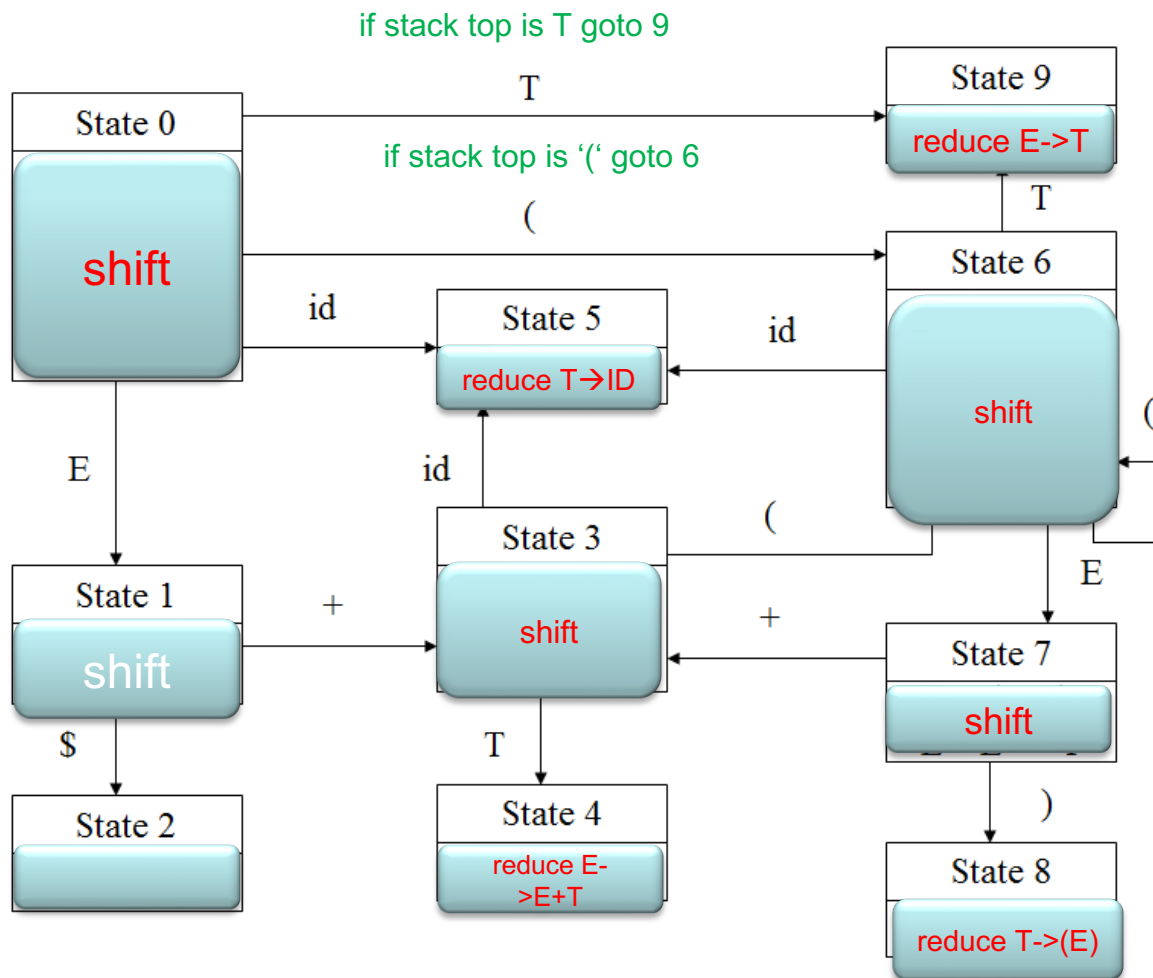 if stack top is T goto 9
T
State 9
reduce E->T
T
State 0
shift
if stack top is ‘(‘ goto 6
(
State 6
shift
id
State 5
reduce T→ID
id
(
E
id
State 3
shift
(
E
State 1
shift
+
+
State 7
shift
$
T
)
State 2
State 4
reduce E-
>E+T
State 8
reduce T->(E)